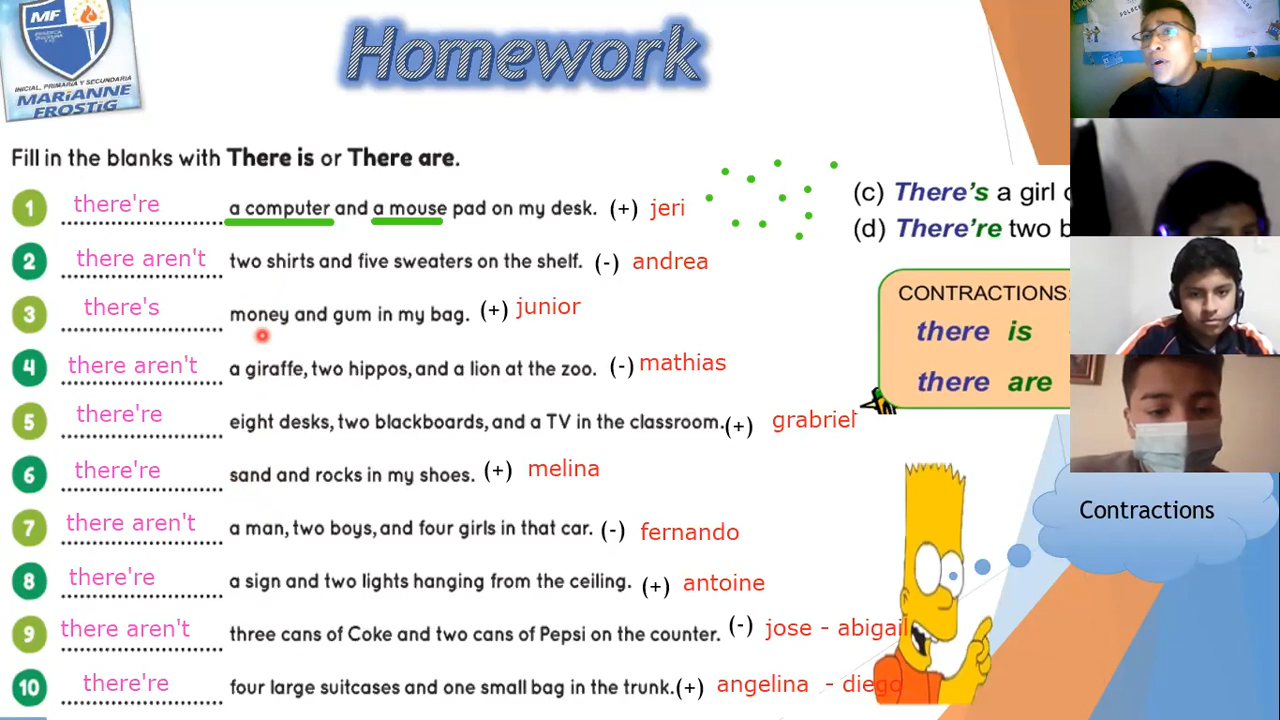 MF
INICIAL, PRIMARIA Y SECUNDARIA
MARIANNE
FROSTIG
Homework
Fill in the blanks with There is or There are.
1 there're a computer and a mouse pad on my desk. (+) jeri
2 there aren't two shirts and five sweaters on the shelf. (-) andrea
3 there's money and gum in my bag. (+) junior
4 there aren't a giraffe, two hippos, and a lion at the zoo. (-) mathias
5 there're eight desks, two blackboards, and a TV in the classroom. (+) grabriel
6 there're sand and rocks in my shoes. (+) melina
7 there aren't a man, two boys, and four girls in that car. (-) fernando
8 there're a sign and two lights hanging from the ceiling. (+) antoine
9 there aren't three cans of Coke and two cans of Pepsi on the counter. (-) jose - abigail
10 there're four large suitcases and one small bag in the trunk. (+) angelina - diego
(c) There's a girl
(d) There're two
CONTRACTIONS:
there is
there are
Contractions